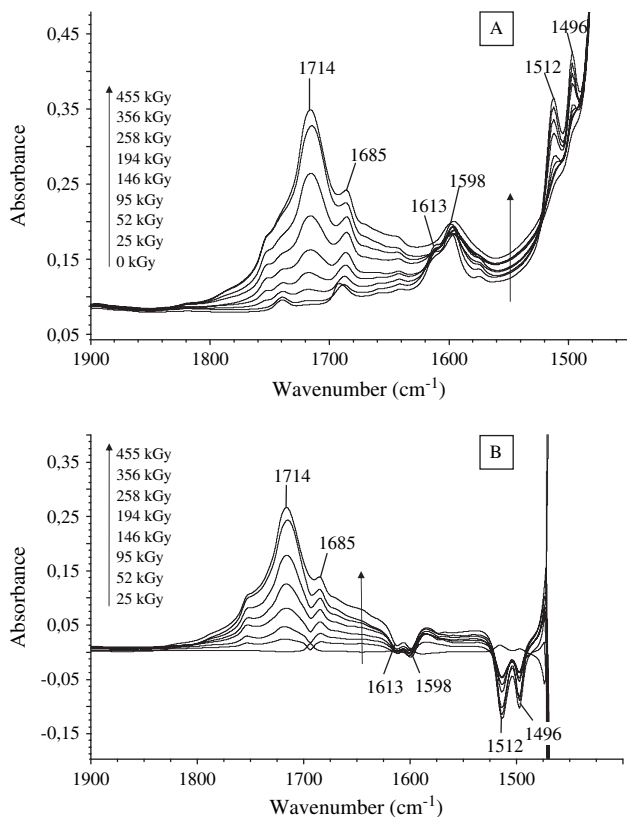 A
0,45
0,35
0,25
0,15
0,05
Absorbance
455 kGy
356 kGy
258 kGy
194 kGy
146 kGy
95 kGy
52 kGy
25 kGy
0 kGy
1714
1685
1613
1598
1512
1496
1900
1800
1700
1600
1500
Wavenumber (cm⁻¹)
B
0,35
0,25
0,15
0,05
-0,05
-0,15
Absorbance
455 kGy
356 kGy
258 kGy
194 kGy
146 kGy
95 kGy
52 kGy
25 kGy
1714
1685
1613
1598
1512
1496
1900
1800
1700
1600
1500
Wavenumber (cm⁻¹)